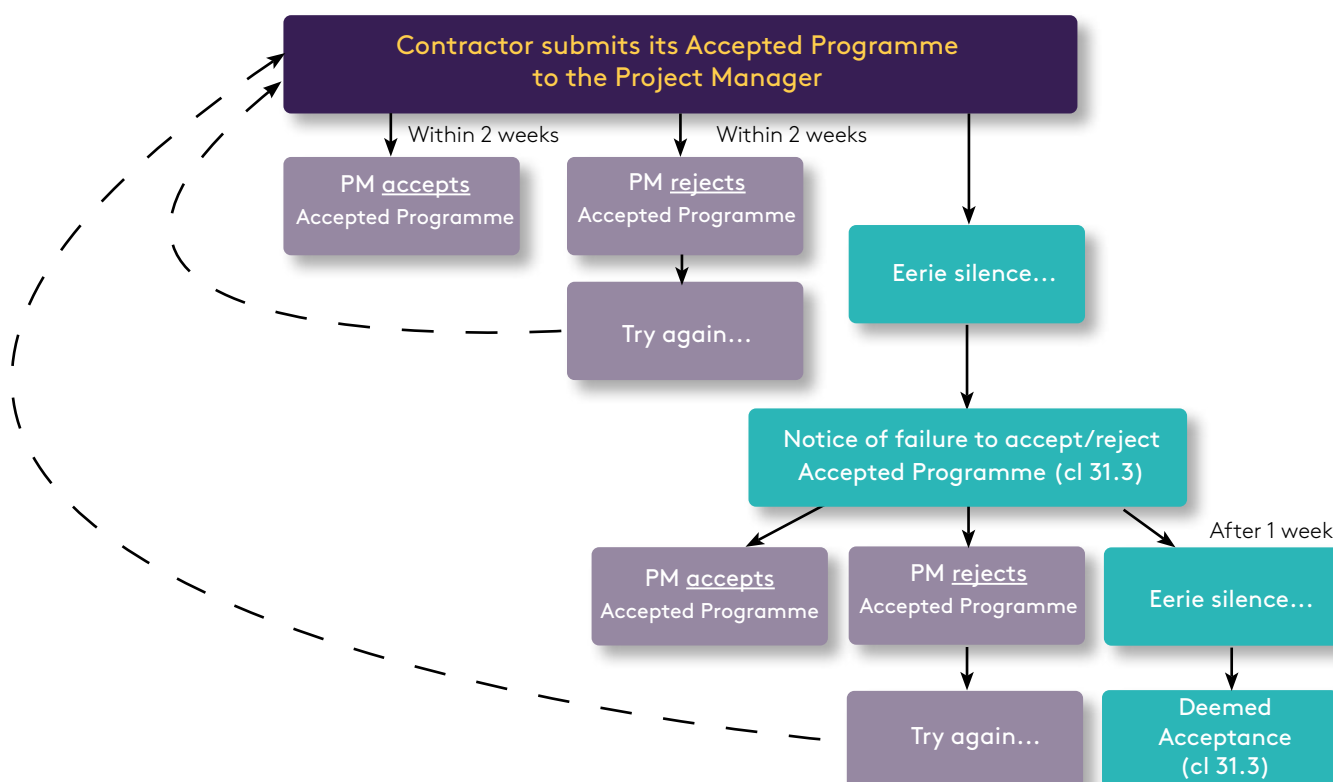 Contractor submits its Accepted Programme
to the Project Manager
Within 2 weeks
Within 2 weeks
PM accepts
Accepted Programme
PM rejects
Accepted Programme
Eerie silence...
Try again...
Notice of failure to accept/reject
Accepted Programme (cl 31.3)
After 1 week
PM accepts
Accepted Programme
PM rejects
Accepted Programme
Eerie silence...
Try again...
Deemed
Acceptance
(cl 31.3)